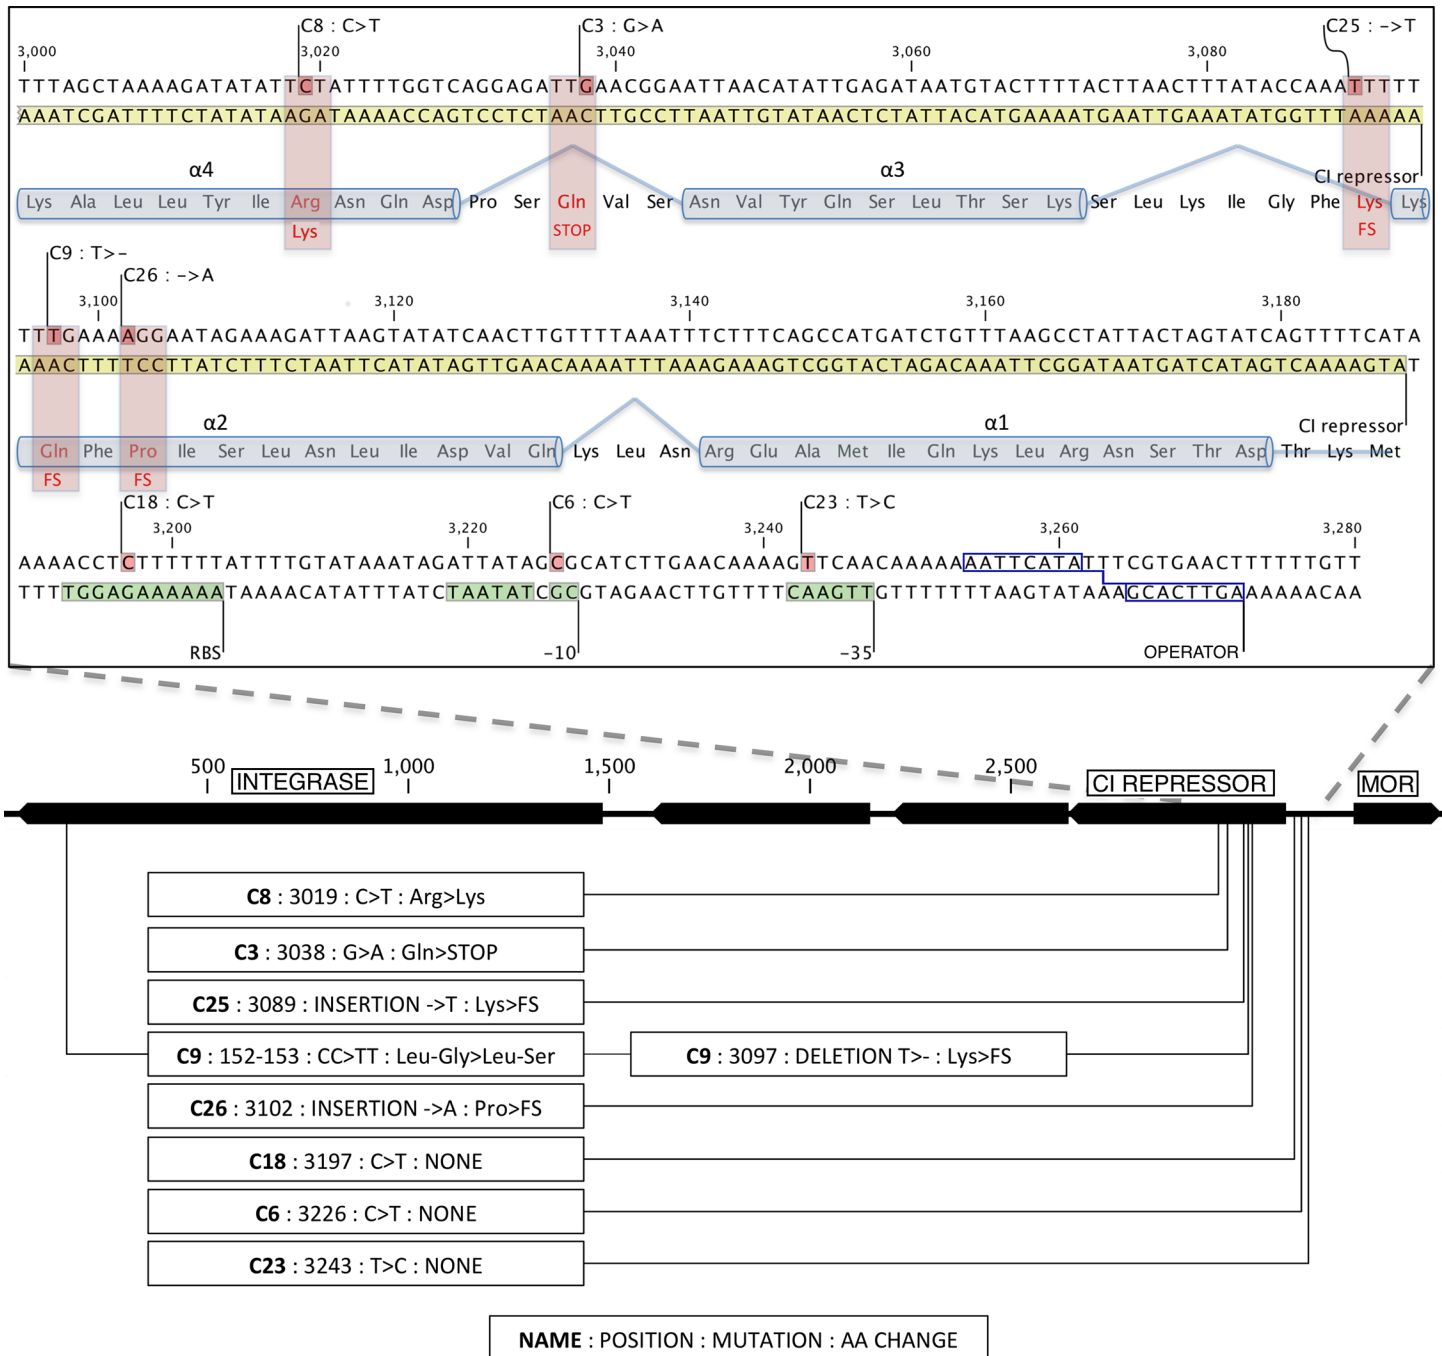 C8 : C>T C3 : G>A C25 : ->T
3,000 3,020 3,040 3,060 3,080
TTTAGCTAAAAGATATATTCTATTTTGGTCAGGAGATTGAACGGAATTAACATATTGAGATAATGTACTTTTACTTAACTTTATACCAAATTTTT
AAATCGATTTTCTATATAAGATAAAACCAGTCCTCTAACTTGCCTTAATTGTATAACTCTATTACATGAAAATGAATTGAAATATGGTTTAAAAA
α4 α3 CI repressor
Lys Ala Leu Leu Tyr Ile Arg Asn Gln Asp Pro Ser Gln Val Ser Asn Val Tyr Gln Ser Leu Thr Ser Lys Ser Leu Lys Ile Gly Phe Lys Lys
Lys STOP FS
C9 : T>-
C26 : ->A
3,100 3,120 3,140 3,160 3,180
TTTGAAAAGGAATAGAAAGATTAAGTATATCAACTTGTTTTAAATTTCTTTCAGCCATGATCTGTTTAAGCCTATTACTAGTATCAGTTTTCATA
AAACTTTTCCTTATCTTTCTAATTCATATAGTTGAACAAAATTTAAAGAAAGTCGGTACTAGACAAATTCGGATAATGATCATAGTCAAAAGTAT
α2 α1 CI repressor
Gln Phe Pro Ile Ser Leu Asn Leu Ile Asp Val Gln Lys Leu Asn Arg Glu Ala Met Ile Gln Lys Leu Arg Asn Ser Thr Asp Thr Lys Met
FS FS
C18 : C>T C6 : C>T C23 : T>C
3,200 3,220 3,240 3,260 3,280
AAAACCTCTTTTTTATTTTGTATAAATAGATTATAGCGCATCTTGAACAAAAGTTCAACAAAAAAATTCATATTTCGTGAACTTTTTTGTT
TTTTGGAGAAAAAATAAAACATATTTATCTAATATCGCGTAGAACTTGTTTTCAAGTTGTTTTTTTAAGTATAAAGCACTTGAAAAAACAA
RBS -10 -35 OPERATOR
500 1,000 1,500 2,000 2,500
INTEGRASE CI REPRESSOR MOR
C8 : 3019 : C>T : Arg>Lys
C3 : 3038 : G>A : Gln>STOP
C25 : 3089 : INSERTION ->T : Lys>FS
C9 : 152-153 : CC>TT : Leu-Gly>Leu-Ser C9 : 3097 : DELETION T>- : Lys>FS
C26 : 3102 : INSERTION ->A : Pro>FS
C18 : 3197 : C>T : NONE
C6 : 3226 : C>T : NONE
C23 : 3243 : T>C : NONE
NAME : POSITION : MUTATION : AA CHANGE